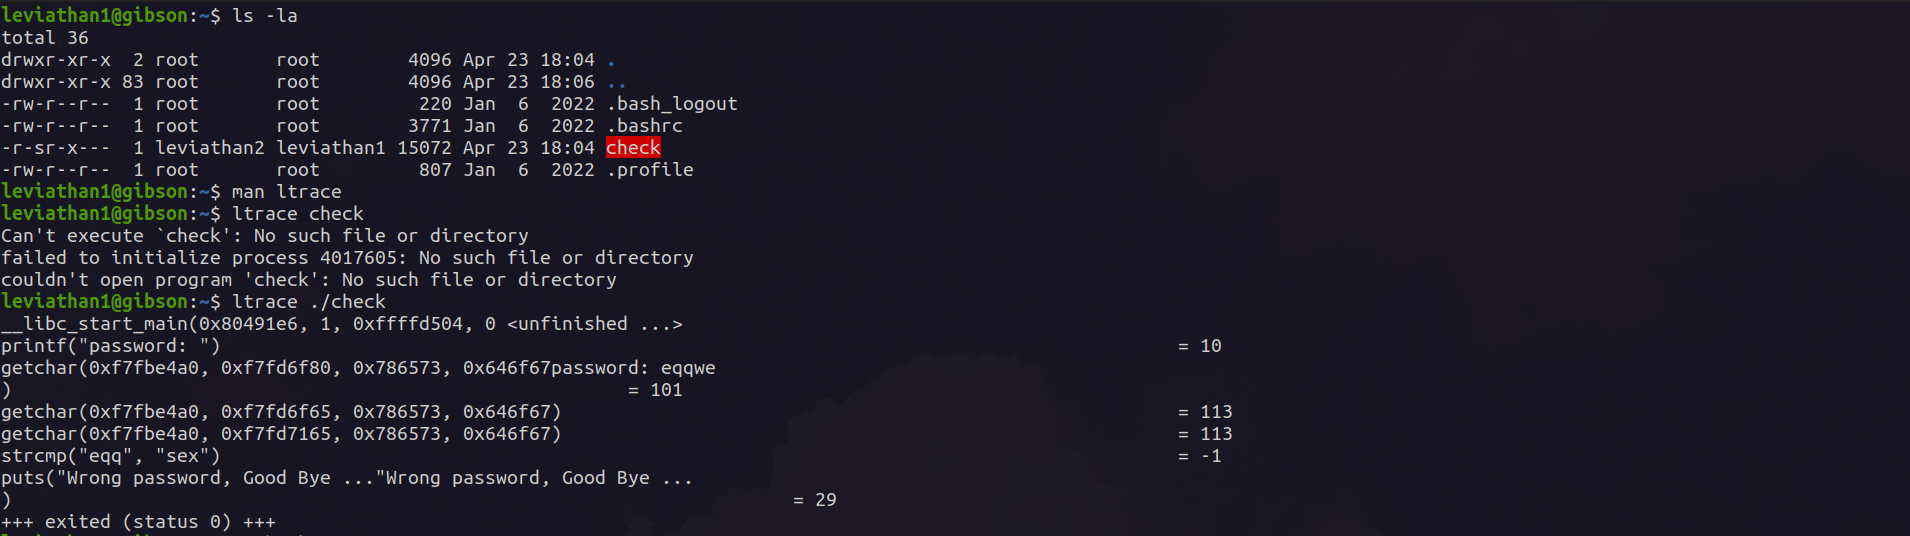 leviathan1@gibson:~$ ls -la
total 36
drwxr-xr-x  2 root       root        4096 Apr 23 18:04 .
drwxr-xr-x 83 root       root        4096 Apr 23 18:06 ..
-rw-r--r--  1 root       root         220 Jan  6  2022 .bash_logout
-rw-r--r--  1 root       root        3771 Jan  6  2022 .bashrc
-r-sr-x---  1 leviathan2 leviathan1 15072 Apr 23 18:04 check
-rw-r--r--  1 root       root         807 Jan  6  2022 .profile
leviathan1@gibson:~$ man ltrace
leviathan1@gibson:~$ ltrace check
Can't execute `check': No such file or directory
failed to initialize process 4017605: No such file or directory
couldn't open program 'check': No such file or directory
leviathan1@gibson:~$ ltrace ./check
__libc_start_main(0x80491e6, 1, 0xffffd504, 0 <unfinished ...>
printf("password: ") = 10
getchar(0xf7fbe4a0, 0xf7fd6f80, 0x786573, 0x646f67password: eqqwe
) = 101
getchar(0xf7fbe4a0, 0xf7fd6f65, 0x786573, 0x646f67) = 113
getchar(0xf7fbe4a0, 0xf7fd7165, 0x786573, 0x646f67) = 113
strcmp("eqq", "sex") = -1
puts("Wrong password, Good Bye ..."Wrong password, Good Bye ...
) = 29
+++ exited (status 0) +++